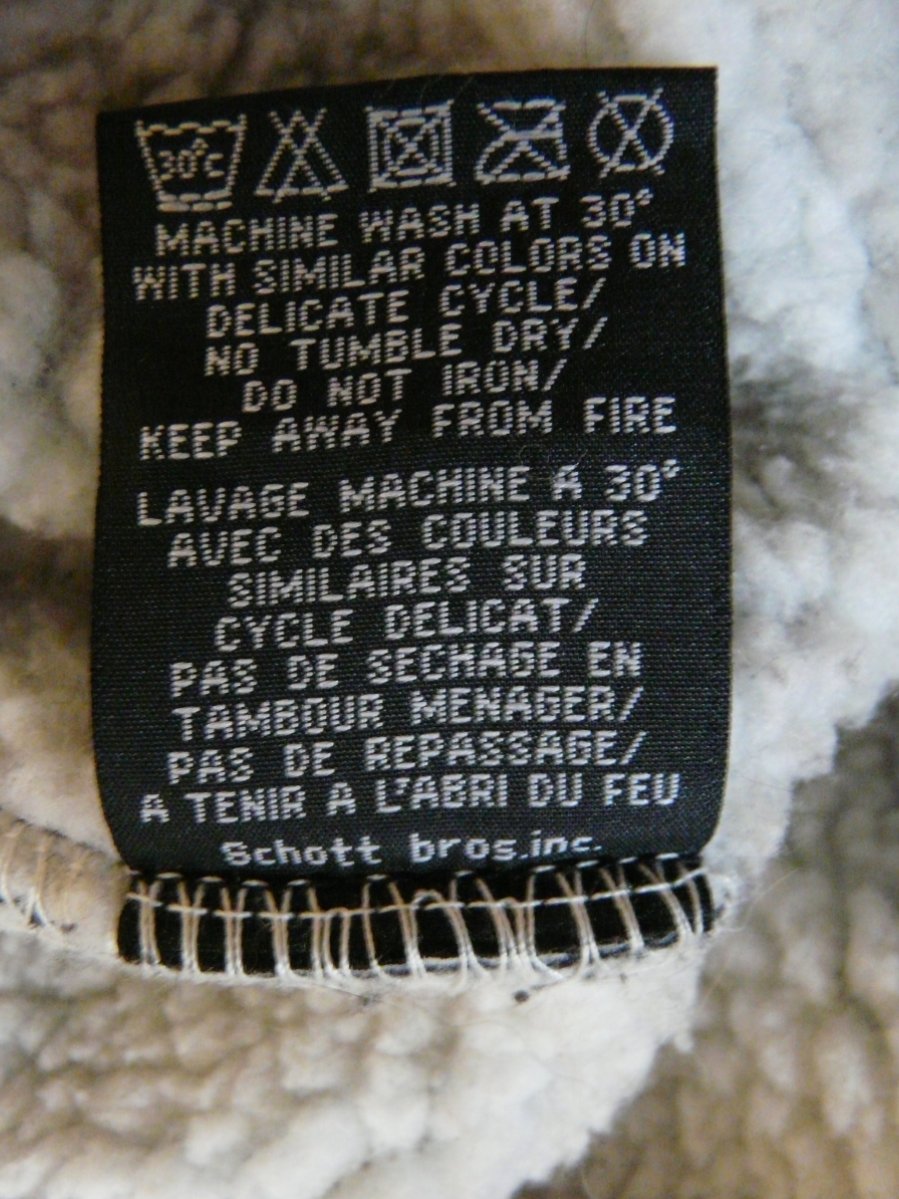 30°C
MACHINE WASH AT 30°
WITH SIMILAR COLORS ON
DELICATE CYCLE/
NO TUMBLE DRY/
DO NOT IRON/
KEEP AWAY FROM FIRE
LAVAGE MACHINE A 30°
AVEC DES COULEURS
SIMILAIRES SUR
CYCLE DELICAT/
PAS DE SECHAGE EN
TAMBOUR MENAGER/
PAS DE REPASSAGE/
A TENIR A L'ABRI DU FEU
Schott bros.inc.